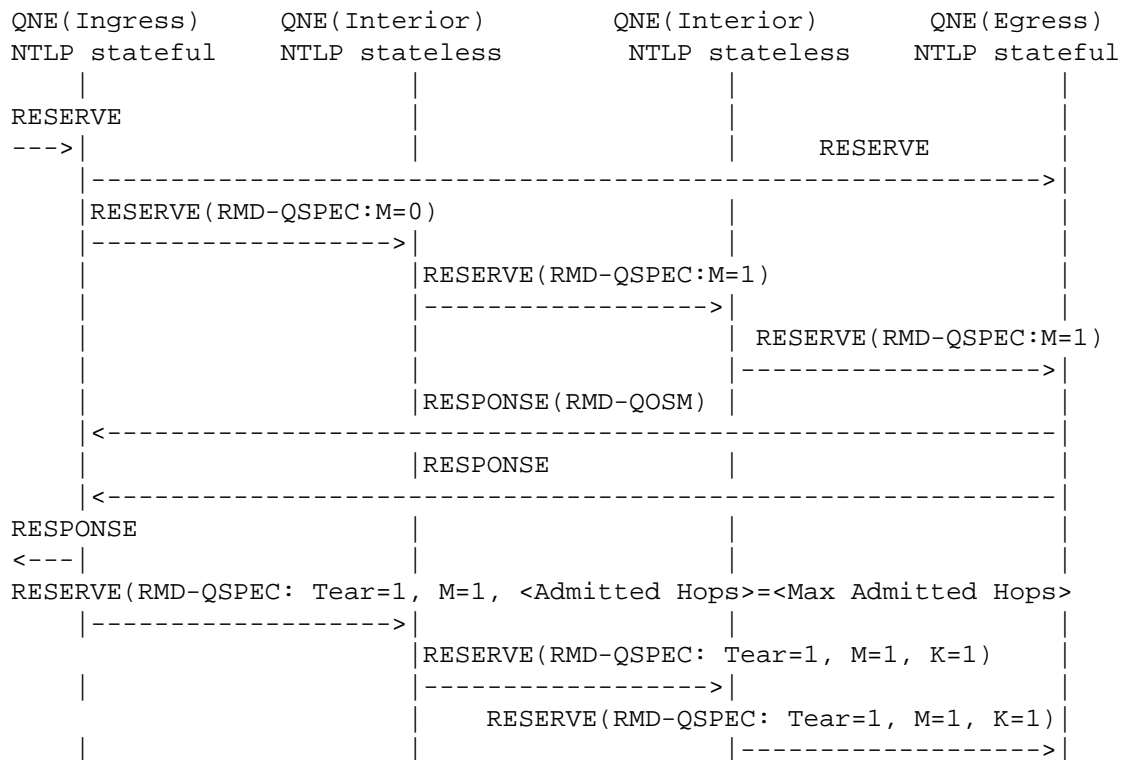 QNE(Ingress) QNE(Interior) QNE(Interior) QNE(Egress)
NTLP stateful NTLP stateless NTLP stateless NTLP stateful
RESERVE
RESERVE
RESERVE(RMD-QSPEC:M=0)
RESERVE(RMD-QSPEC:M=1)
RESERVE(RMD-QSPEC:M=1)
RESPONSE(RMD-QOSM)
RESPONSE
RESPONSE
RESERVE(RMD-QSPEC: Tear=1, M=1, <Admitted Hops>=<Max Admitted Hops>
RESERVE(RMD-QSPEC: Tear=1, M=1, K=1)
RESERVE(RMD-QSPEC: Tear=1, M=1, K=1)